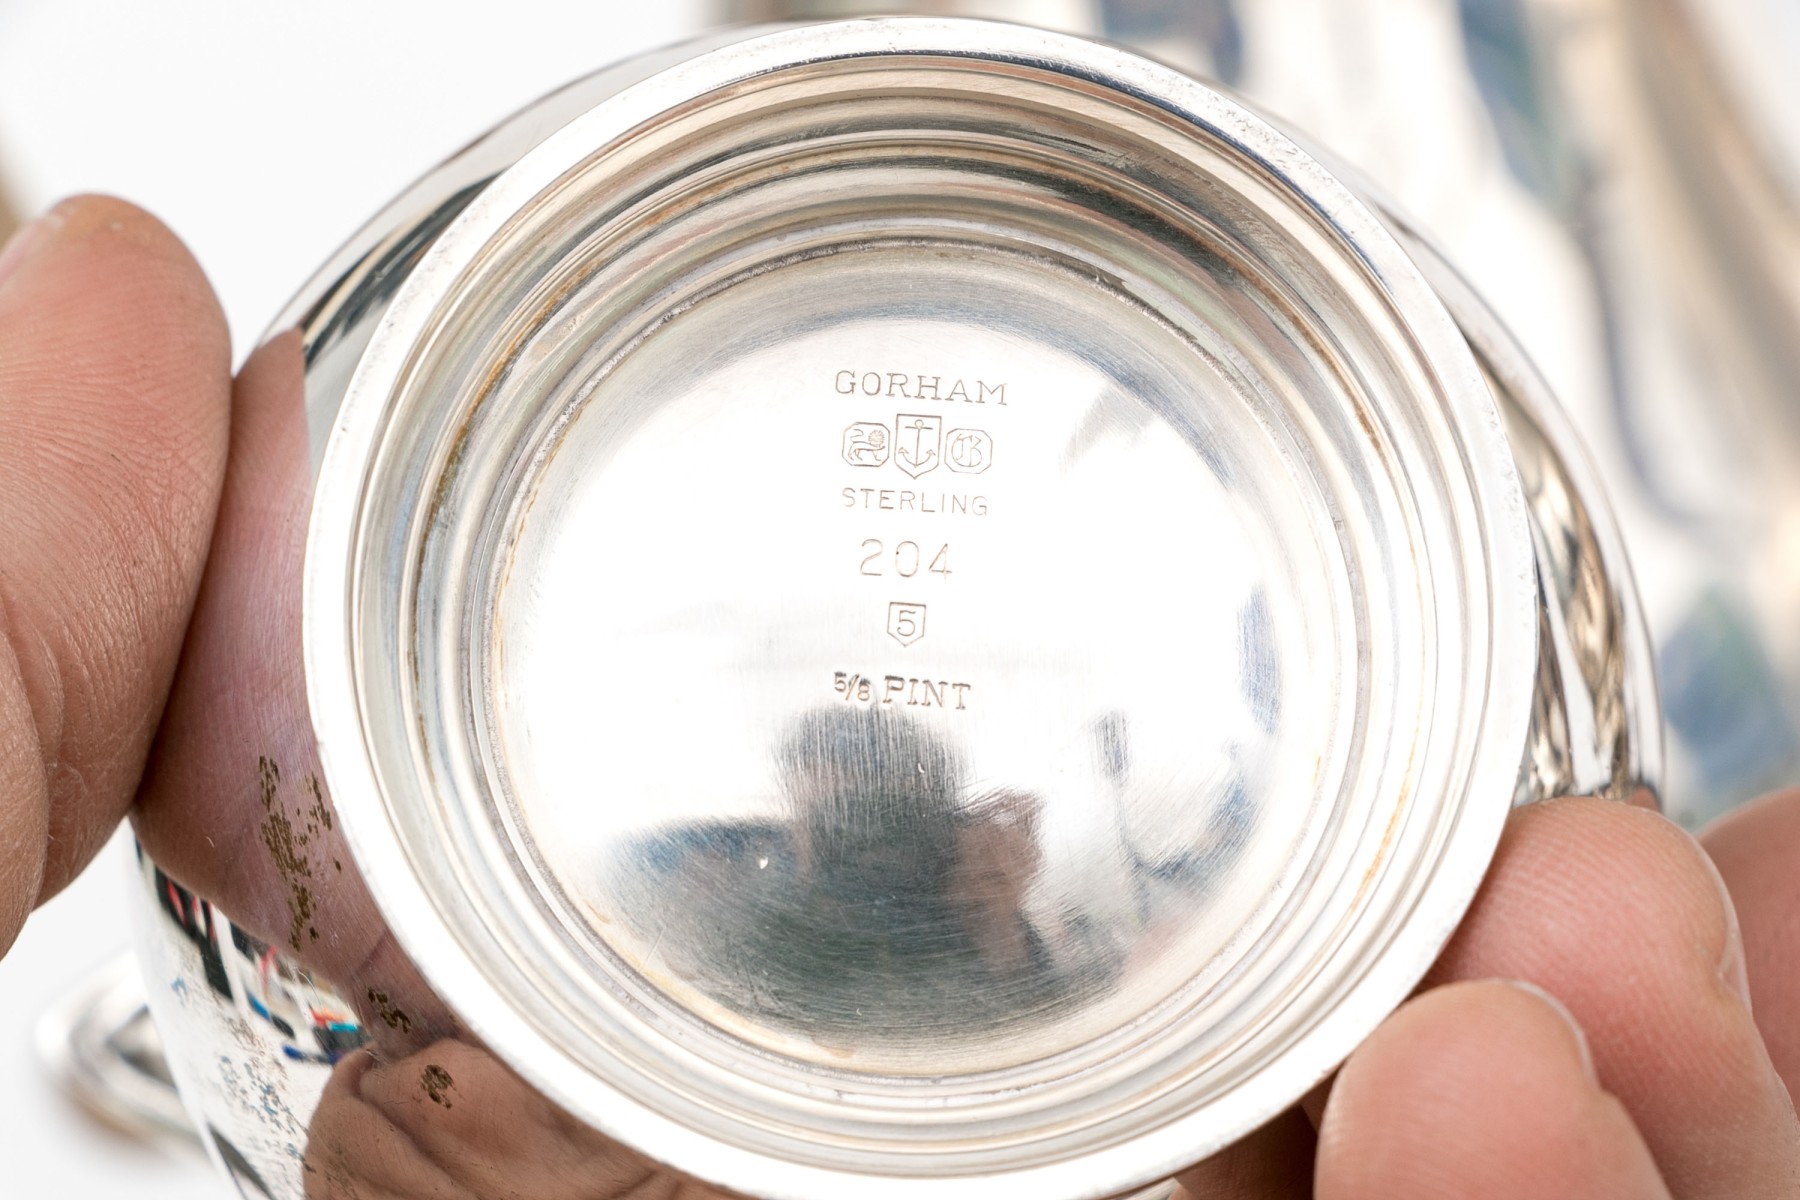 GORHAM
G
STERLING
204
5
5/8 PINT